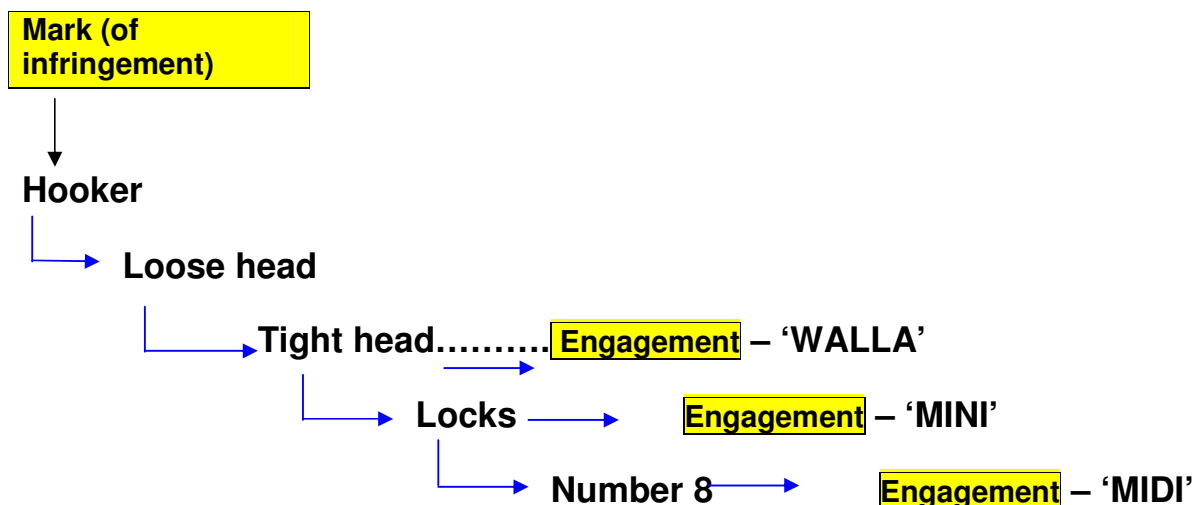 Mark (of
infringement)
Hooker
Loose head
Tight head.......... Engagement – ‘WALLA’
Locks Engagement – ‘MINI’
Number 8 Engagement – ‘MIDI’